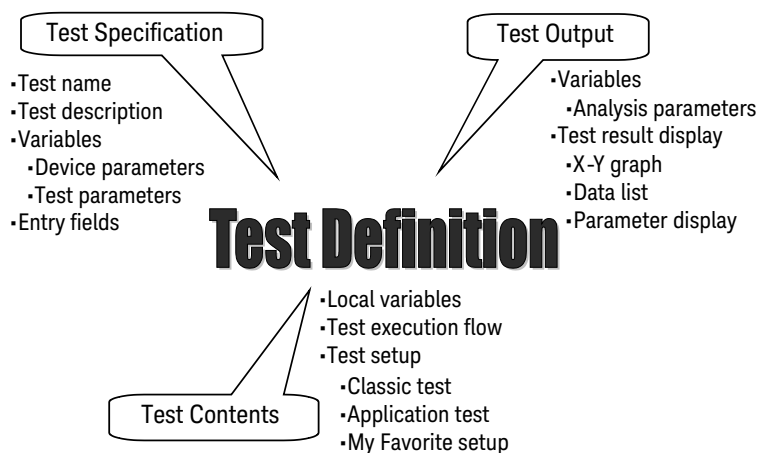 Test Specification
▪Test name
▪Test description
▪Variables
▪Device parameters
▪Test parameters
▪Entry fields
Test Output
▪Variables
▪Analysis parameters
▪Test result display
▪X-Y graph
▪Data list
▪Parameter display
Test Definition
▪Local variables
▪Test execution flow
▪Test setup
▪Classic test
▪Application test
▪My Favorite setup
Test Contents